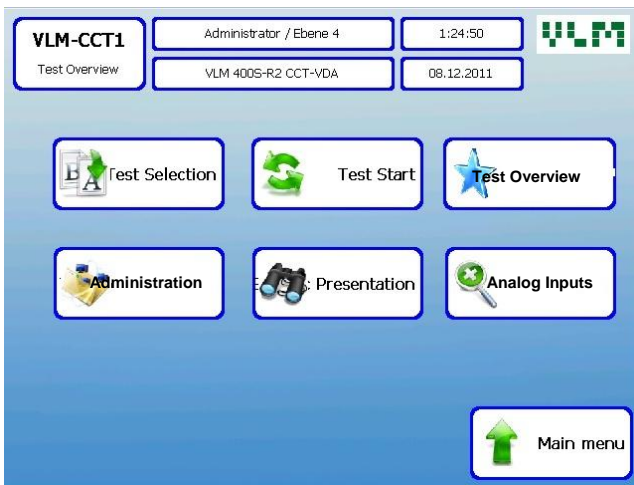 VLM-CCT1
Test Overview
Administrator / Ebene 4
1:24:50
VLM
VLM 400S-R2 CCT-VDA
08.12.2011
Test Selection
Test Start
Test Overview
Administration
Presentation
Analog Inputs
Main menu